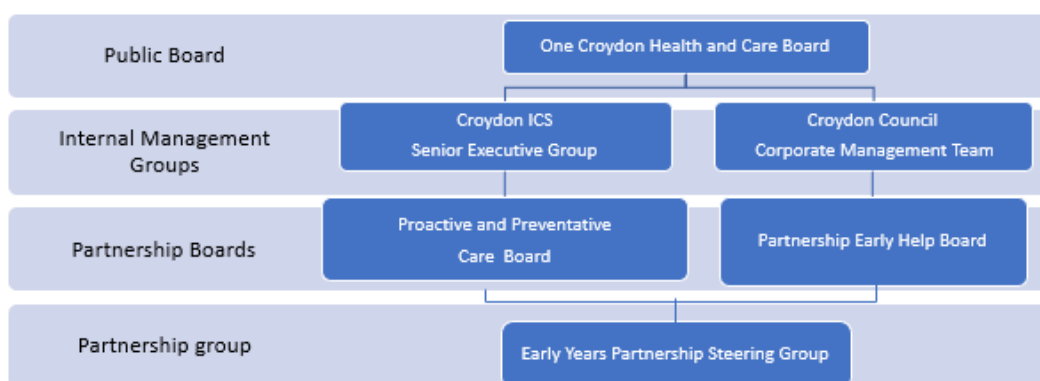 Public Board
One Croydon Health and Care Board
Internal Management
Groups
Croydon ICS
Senior Executive Group
Croydon Council
Corporate Management Team
Partnership Boards
Proactive and Preventative
Care Board
Partnership Early Help Board
Partnership group
Early Years Partnership Steering Group